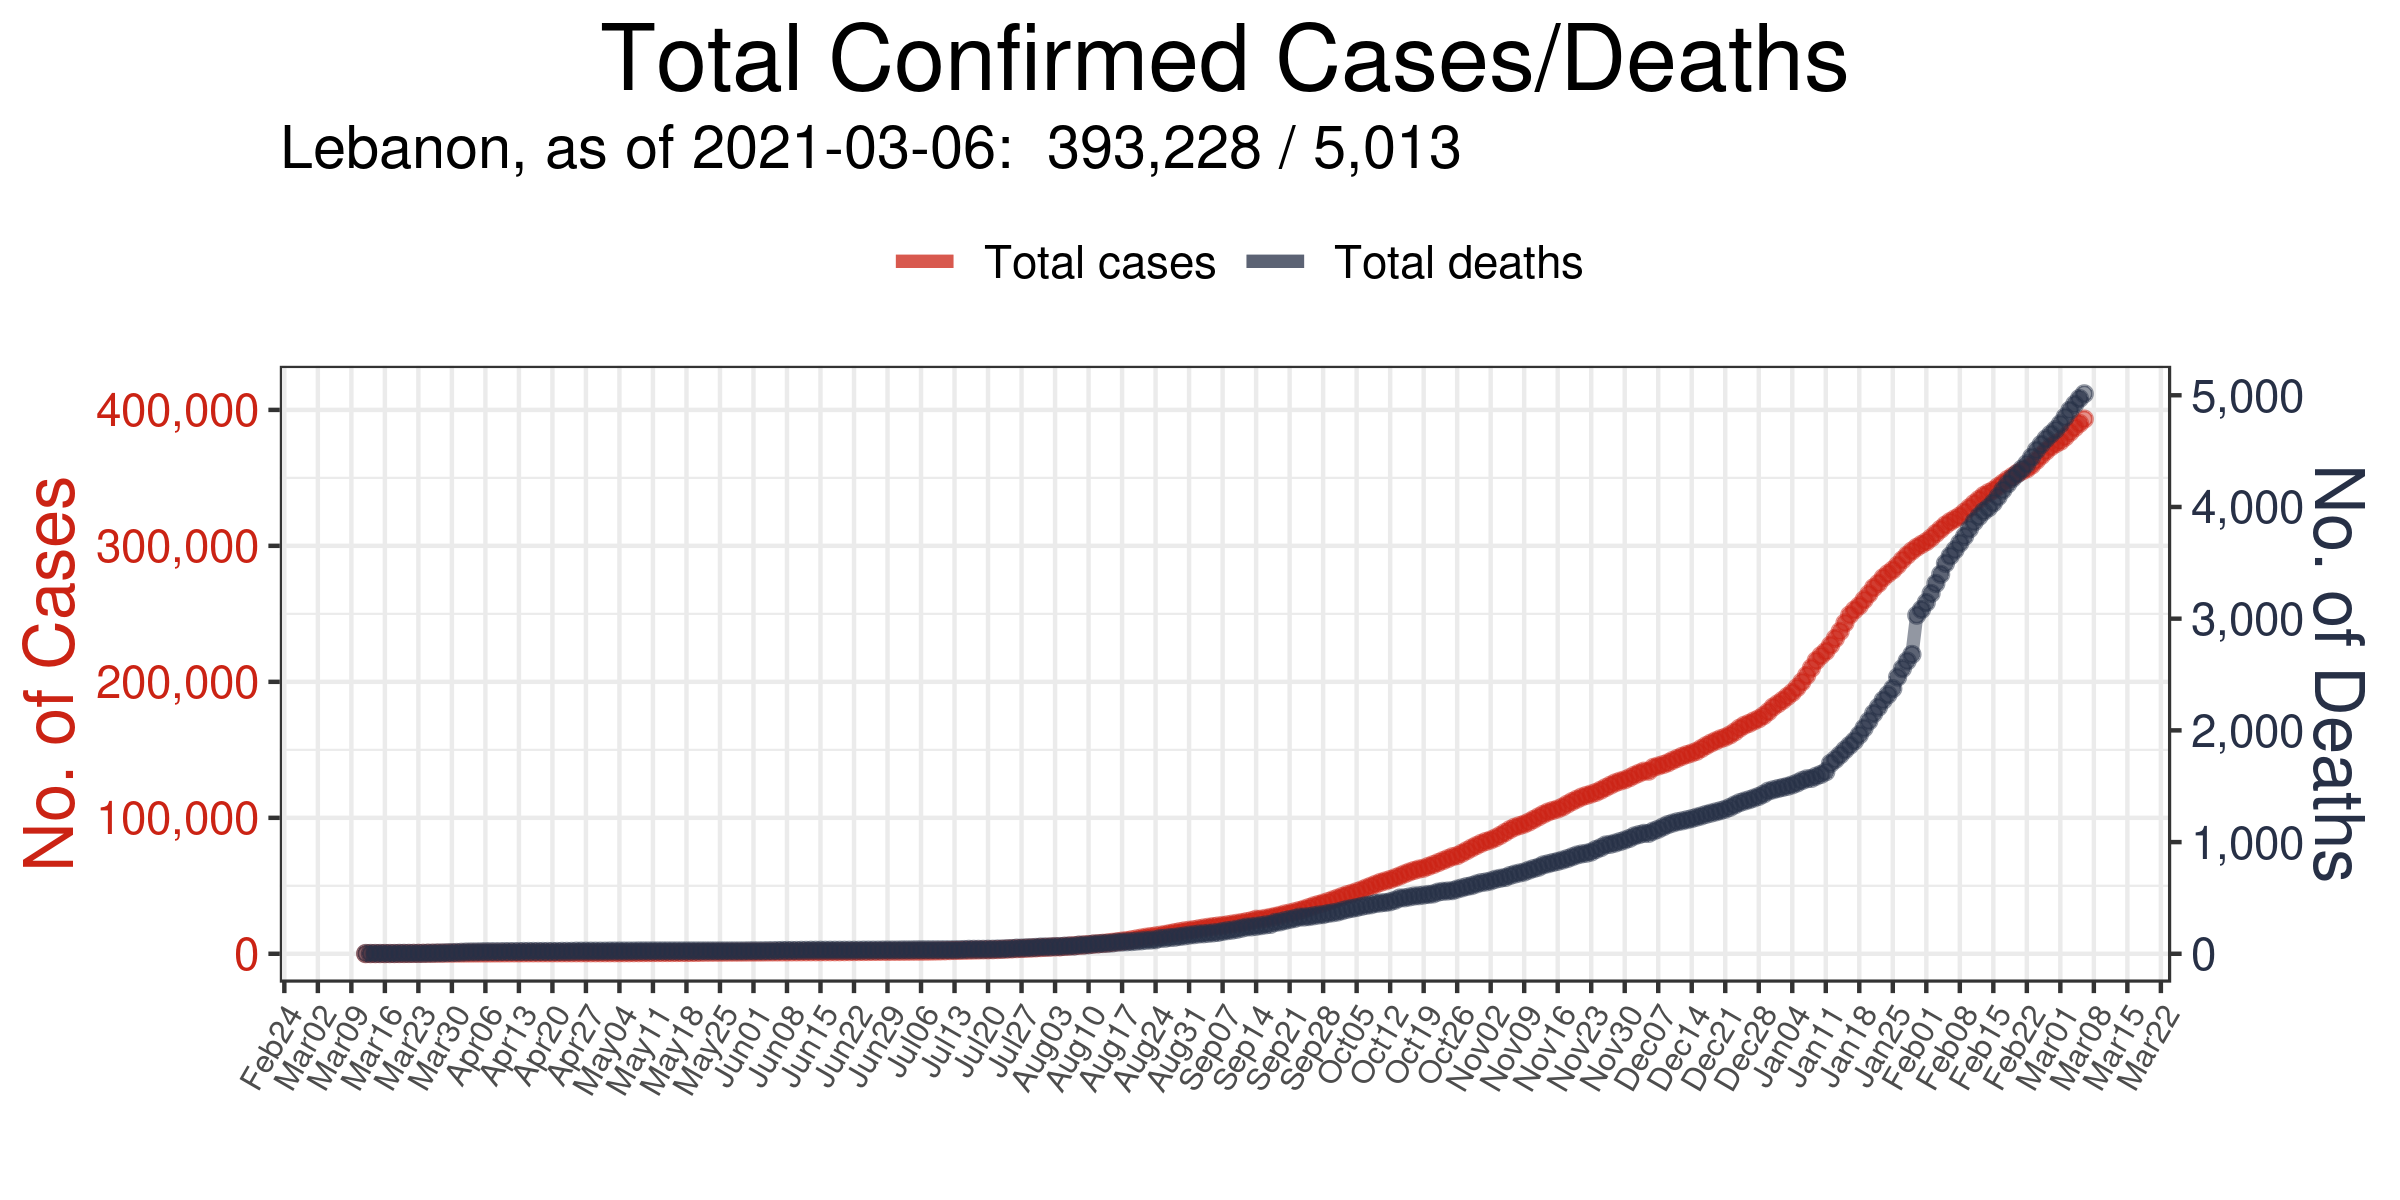 Total Confirmed Cases/Deaths
Lebanon, as of 2021-03-06: 393,228 / 5,013
Total cases
Total deaths
No. of Cases
400,000
300,000
200,000
100,000
0
5,000
4,000
3,000
2,000
1,000
0
No. of Deaths
Feb24
Mar02
Mar09
Mar16
Mar23
Mar30
Apr06
Apr13
Apr20
Apr27
May04
May11
May18
May25
Jun01
Jun08
Jun15
Jun22
Jun29
Jul06
Jul13
Jul20
Jul27
Aug03
Aug10
Aug17
Aug24
Aug31
Sep07
Sep14
Sep21
Sep28
Oct05
Oct12
Oct19
Oct26
Nov02
Nov09
Nov16
Nov23
Nov30
Dec07
Dec14
Dec21
Dec28
Jan04
Jan11
Jan18
Jan25
Feb01
Feb08
Feb15
Feb22
Mar01
Mar08
Mar15
Mar22